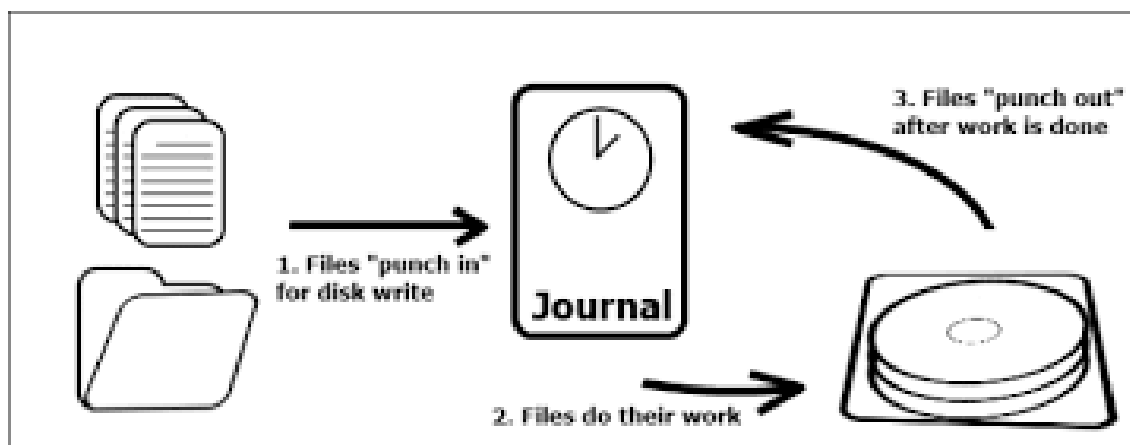 1. Files "punch in"
for disk write
Journal
2. Files do their work
3. Files "punch out"
after work is done